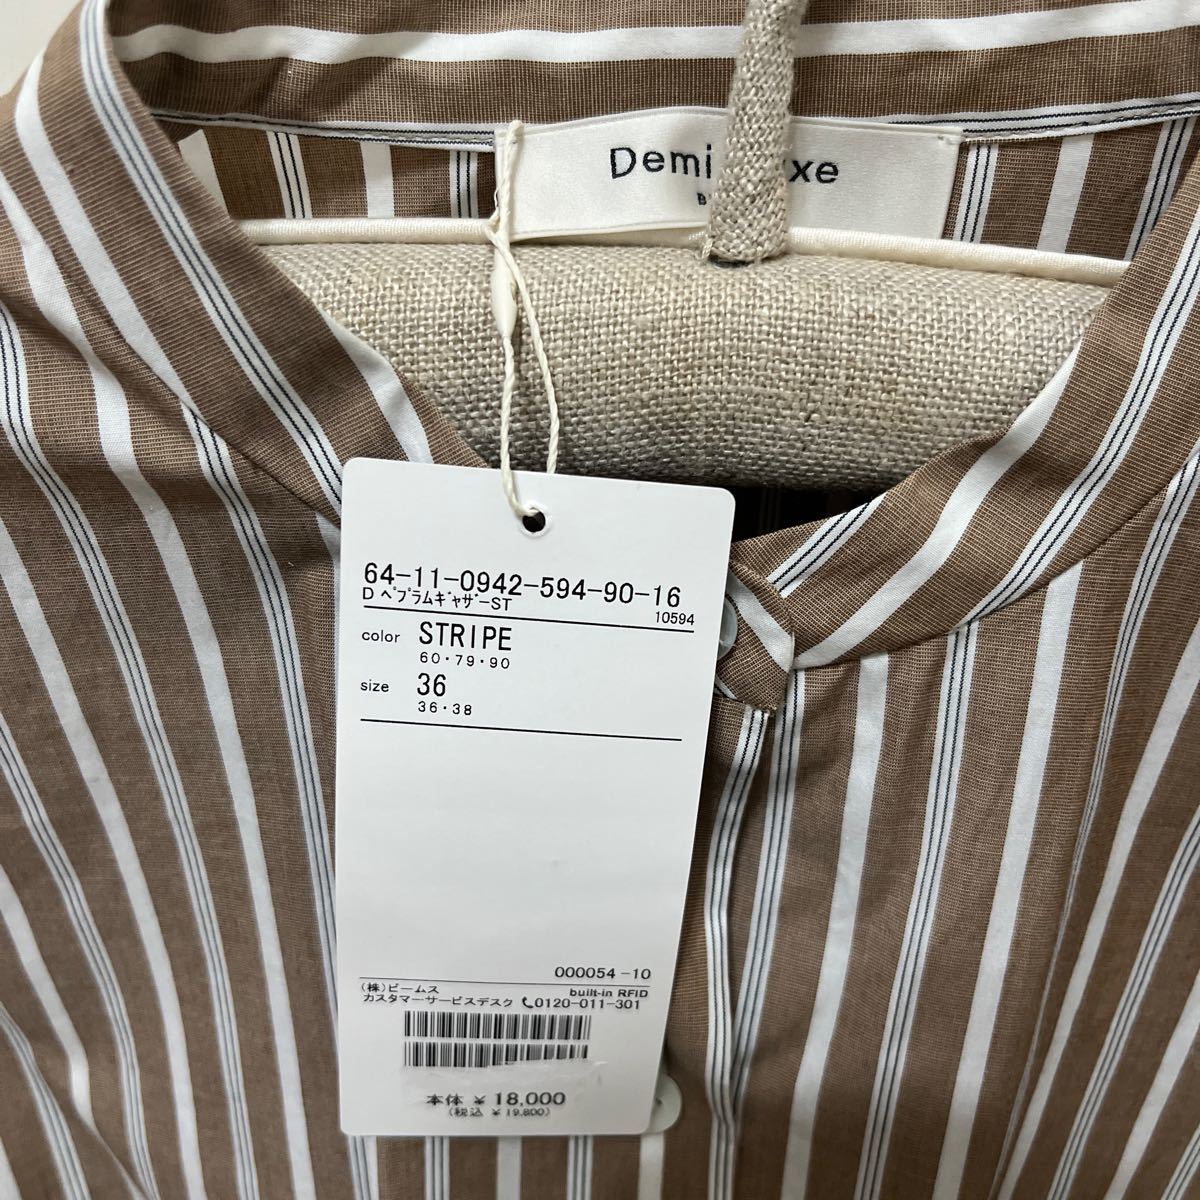 Demi xe
B
64-11-0942-594-90-16
D ﾍﾟﾌﾟﾗﾑｷﾞｬｻﾞｰST
10594
color STRIPE
60・79・90
size 36
36・38
000054 -10
(株)ビームス built-in RFID
カスタマーサービスデスク 0120-011-301
本体 ¥ 18,000
(税込 ¥ 19,800)